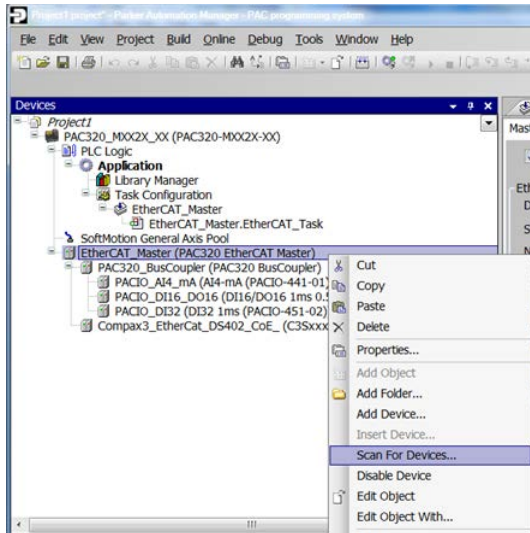 Project1.project* - Parker Automation Manager - PAC programming system
File Edit View Project Build Online Debug Tools Window Help
Devices
Project1
PAC320_MXX2X_XX (PAC320-MXX2X-XX)
PLC Logic
Application
Library Manager
Task Configuration
EtherCAT_Master
EtherCAT_Master.EtherCAT_Task
SoftMotion General Axis Pool
EtherCAT_Master (PAC320 EtherCAT Master)
PAC320_BusCoupler (PAC320 BusCoupler)
PACIO_AI4_mA (AI4-mA (PACIO-441-01)
PACIO_DI16_DO16 (DI16/DO16 1ms 0.5
PACIO_DI32 (DI32 1ms (PACIO-451-02)
Compax3_EtherCat_DS402_CoE_ (C3Sxxx
Cut
Copy
Paste
Delete
Properties...
Add Object
Add Folder...
Add Device...
Insert Device...
Scan For Devices...
Disable Device
Edit Object
Edit Object With...
Mas
Eth
D
S